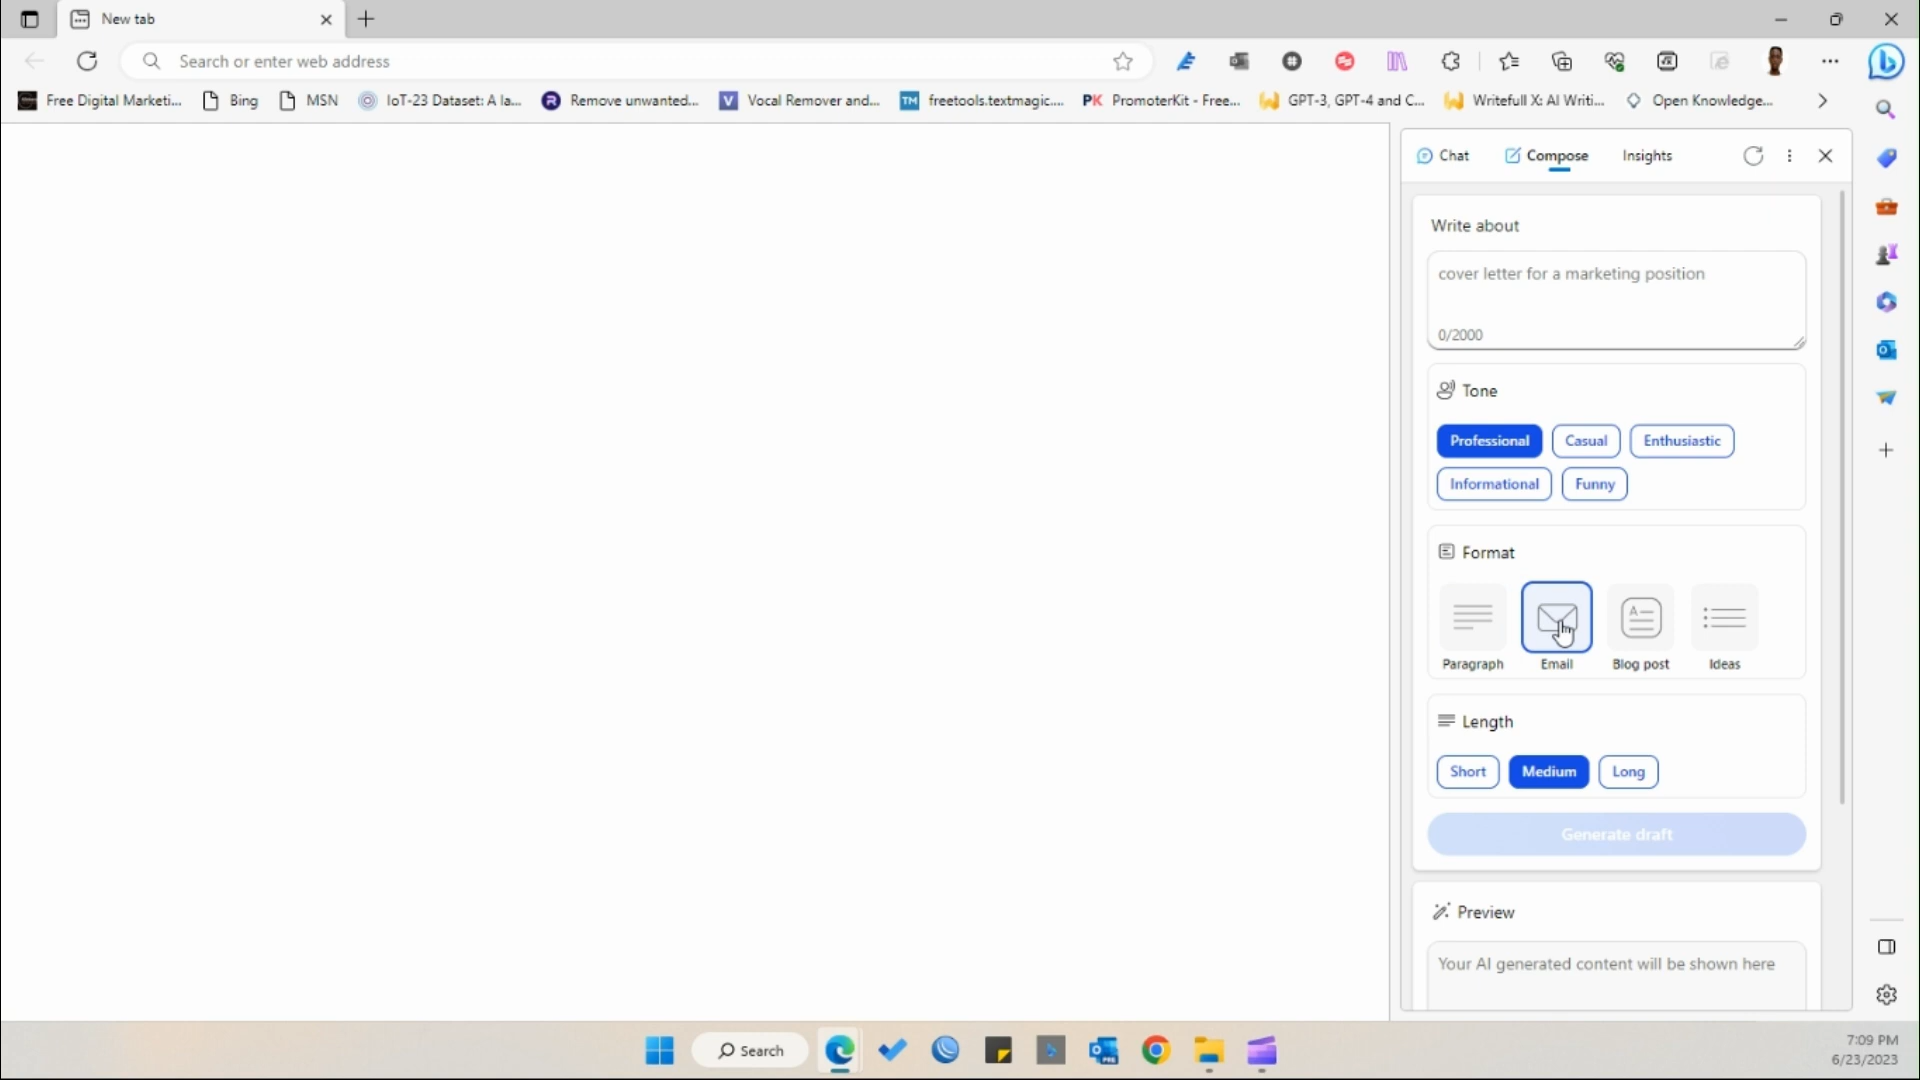 New tab
Search or enter web address
Free Digital Marketi... Bing MSN IoT-23 Dataset: A la... Remove unwanted... V Vocal Remover and... TM freetools.textmagic.... PK PromoterKit - Free... GPT-3, GPT-4 and C... Writefull X: AI Writi... Open Knowledge...
Chat Compose Insights
Write about
cover letter for a marketing position
0/2000
Tone
Professional Casual Enthusiastic
Informational Funny
Format
Paragraph Email Blog post Ideas
Length
Short Medium Long
Generate draft
Preview
Your AI generated content will be shown here
Search
7:09 PM
6/23/2023